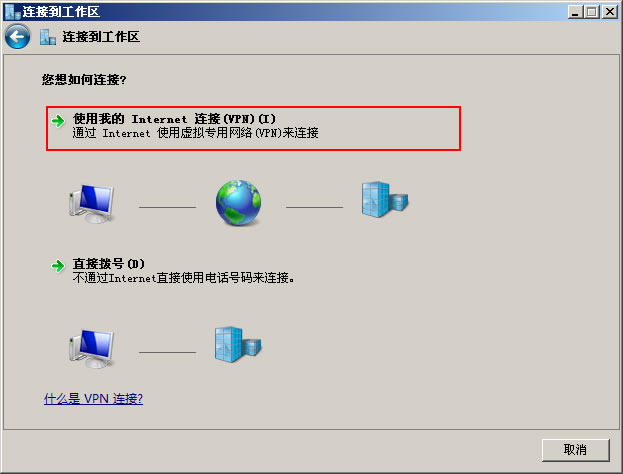 连接到工作区
连接到工作区
您想如何连接?
使用我的 Internet 连接(VPN)(I)
通过 Internet 使用虚拟专用网络(VPN)来连接
直接拨号(D)
不通过Internet直接使用电话号码来连接。
什么是 VPN 连接?
取消